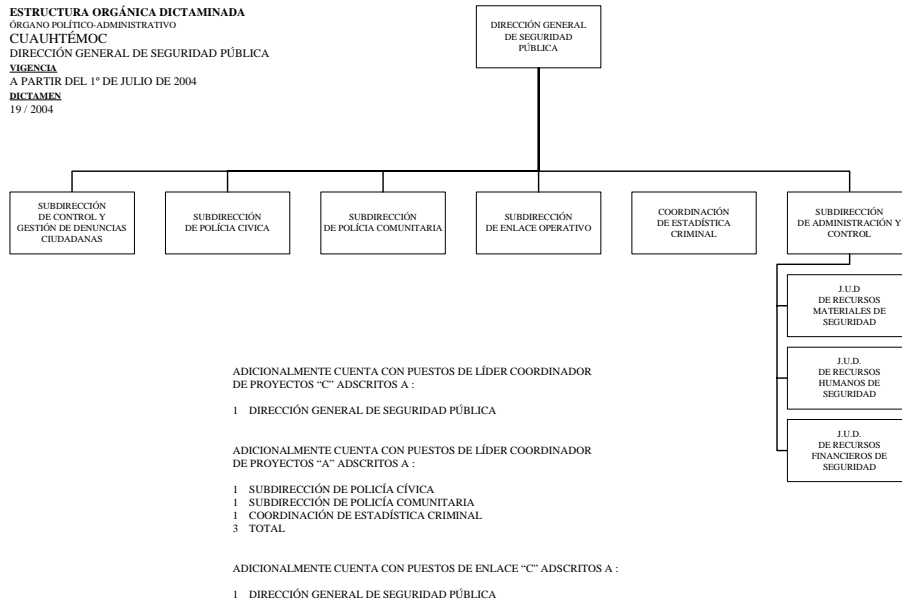 ESTRUCTURA ORGÁNICA DICTAMINADA
ÓRGANO POLÍTICO-ADMINISTRATIVO
CUAUHTÉMOC
DIRECCIÓN GENERAL DE SEGURIDAD PÚBLICA
VIGENCIA
A PARTIR DEL 1º DE JULIO DE 2004
DICTAMEN
19 / 2004
DIRECCIÓN GENERAL
DE SEGURIDAD
PÚBLICA
SUBDIRECCIÓN
DE CONTROL Y
GESTIÓN DE DENUNCIAS
CIUDADANAS
SUBDIRECCIÓN
DE POLÍCIA CIVICA
SUBDIRECCIÓN
DE POLÍCIA COMUNITARIA
SUBDIRECCIÓN
DE ENLACE OPERATIVO
COORDINACIÓN
DE ESTADÍSTICA
CRIMINAL
SUBDIRECCIÓN
DE ADMINISTRACIÓN Y
CONTROL
J.U.D
DE RECURSOS
MATERIALES DE
SEGURIDAD
J.U.D.
DE RECURSOS
HUMANOS DE
SEGURIDAD
J.U.D.
DE RECURSOS
FINANCIEROS DE
SEGURIDAD
ADICIONALMENTE CUENTA CON PUESTOS DE LÍDER COORDINADOR
DE PROYECTOS “C” ADSCRITOS A :
1 DIRECCIÓN GENERAL DE SEGURIDAD PÚBLICA
ADICIONALMENTE CUENTA CON PUESTOS DE LÍDER COORDINADOR
DE PROYECTOS “A” ADSCRITOS A :
1 SUBDIRECCIÓN DE POLICÍA CÍVICA
1 SUBDIRECCIÓN DE POLICÍA COMUNITARIA
1 COORDINACIÓN DE ESTADÍSTICA CRIMINAL
3 TOTAL
ADICIONALMENTE CUENTA CON PUESTOS DE ENLACE “C” ADSCRITOS A :
1 DIRECCIÓN GENERAL DE SEGURIDAD PÚBLICA